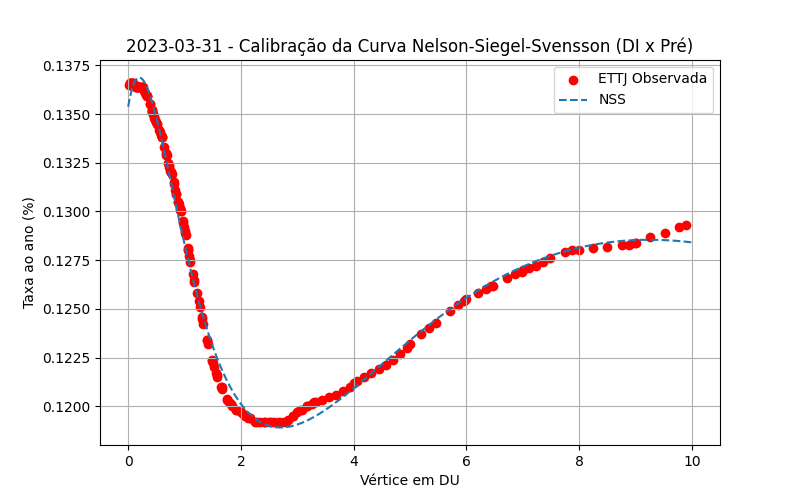 2023-03-31 - Calibração da Curva Nelson-Siegel-Svensson (DI x Pré)
ETTJ Observada
NSS
Taxa ao ano (%)
0.1375
0.1350
0.1325
0.1300
0.1275
0.1250
0.1225
0.1200
0
2
4
6
8
10
Vértice em DU